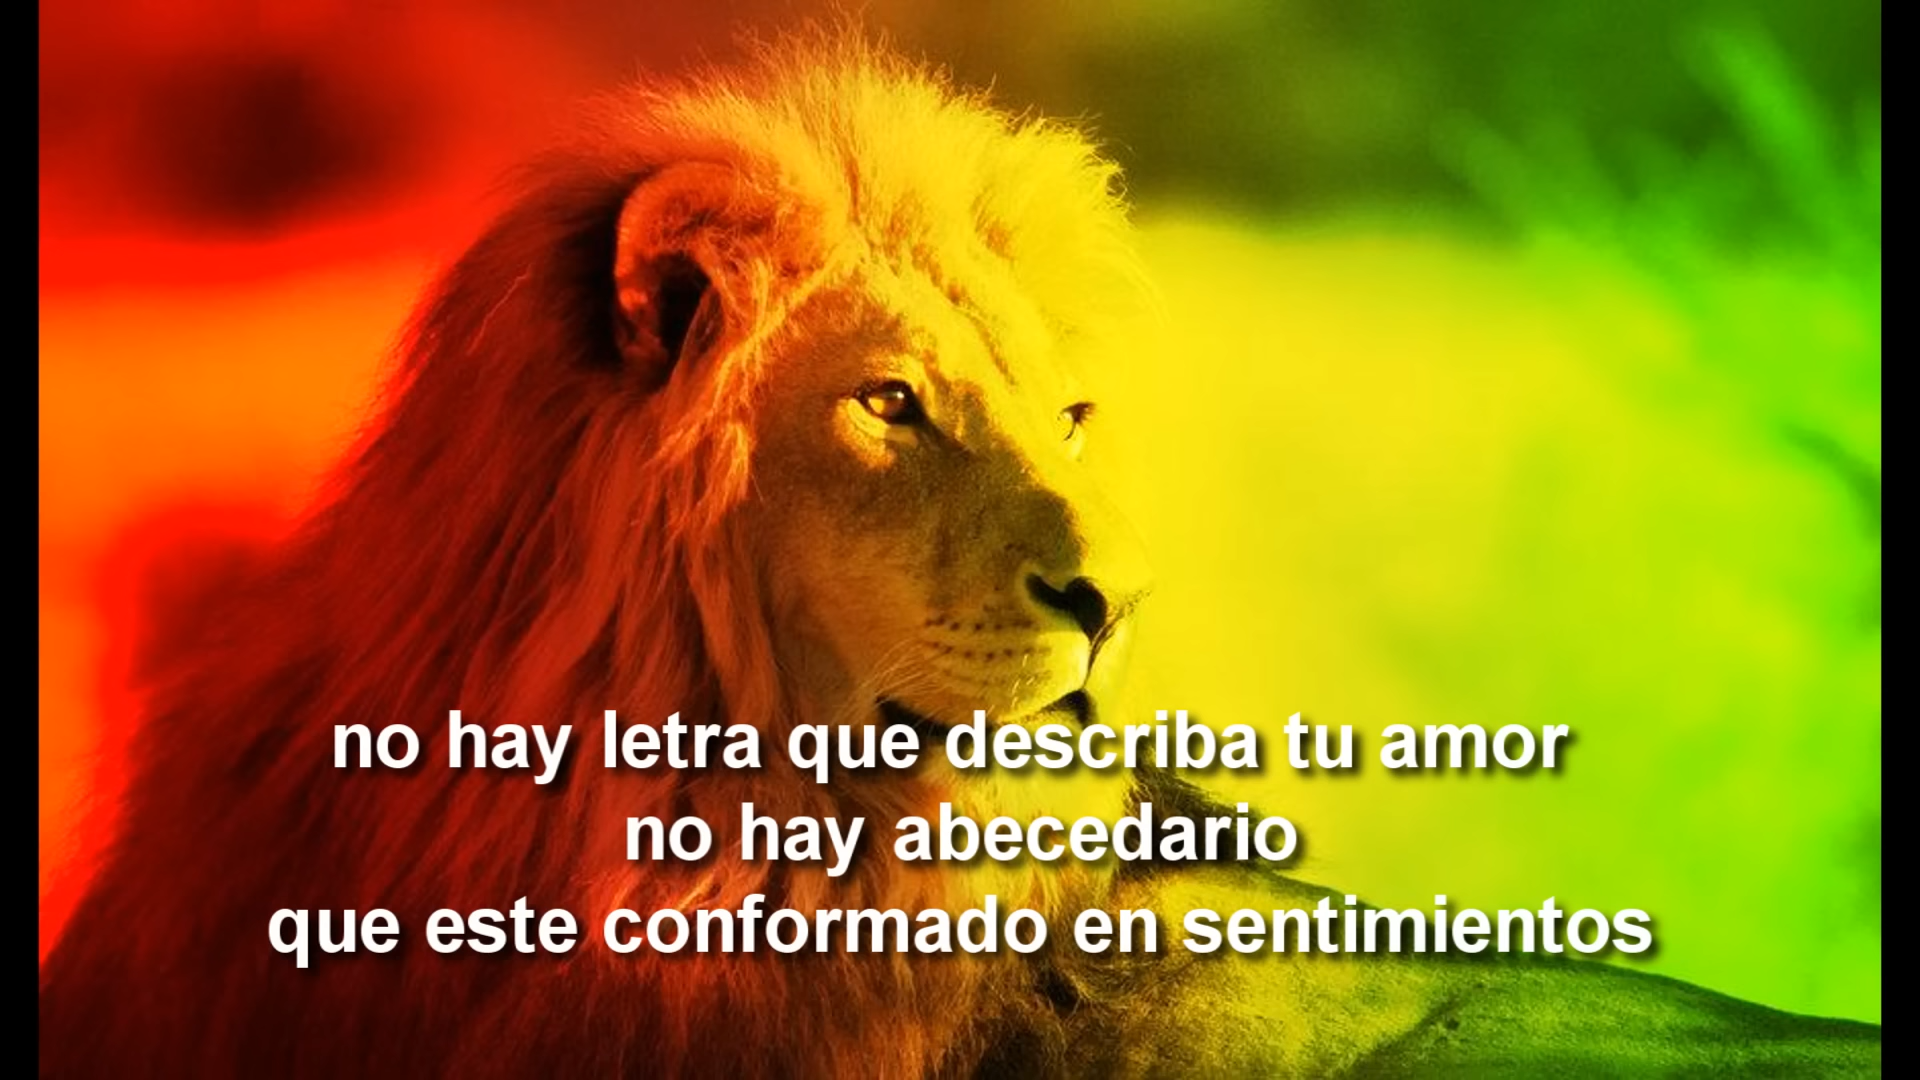 no hay letra que describa tu amor
no hay abecedario
que este conformado en sentimientos